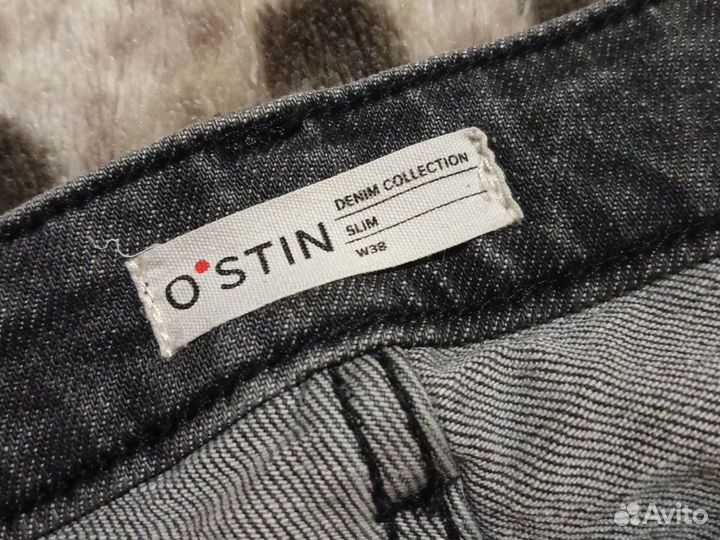 O'STIN
DENIM COLLECTION
SLIM
W38
Avito